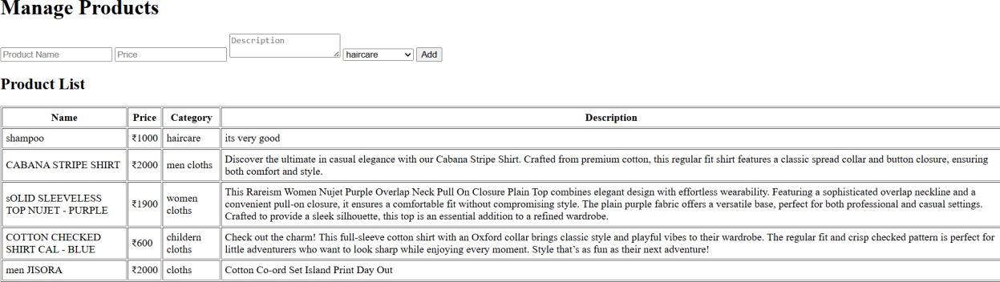 Manage Products
Description
Product Name Price haircare Add
Product List
Name Price Category Description
shampoo ₹1000 haircare its very good
CABANA STRIPE SHIRT ₹2000 men cloths Discover the ultimate in casual elegance with our Cabana Stripe Shirt. Crafted from premium cotton, this regular fit shirt features a classic spread collar and button closure, ensuring
both comfort and style.
sOLID SLEEVELESS
TOP NUJET - PURPLE
₹1900
women
cloths
This Rareism Women Nujet Purple Overlap Neck Pull On Closure Plain Top combines elegant design with effortless wearability. Featuring a sophisticated overlap neckline and a
convenient pull-on closure, it ensures a comfortable fit without compromising style. The plain purple fabric offers a versatile base, perfect for both professional and casual settings.
Crafted to provide a sleek silhouette, this top is an essential addition to a refined wardrobe.
COTTON CHECKED
SHIRT CAL - BLUE
₹600
childern
cloths
Check out the charm! This full-sleeve cotton shirt with an Oxford collar brings classic style and playful vibes to their wardrobe. The regular fit and crisp checked pattern is perfect for
little adventurers who want to look sharp while enjoying every moment. Style that’s as fun as their next adventure!
men JISORA ₹2000 cloths Cotton Co-ord Set Island Print Day Out